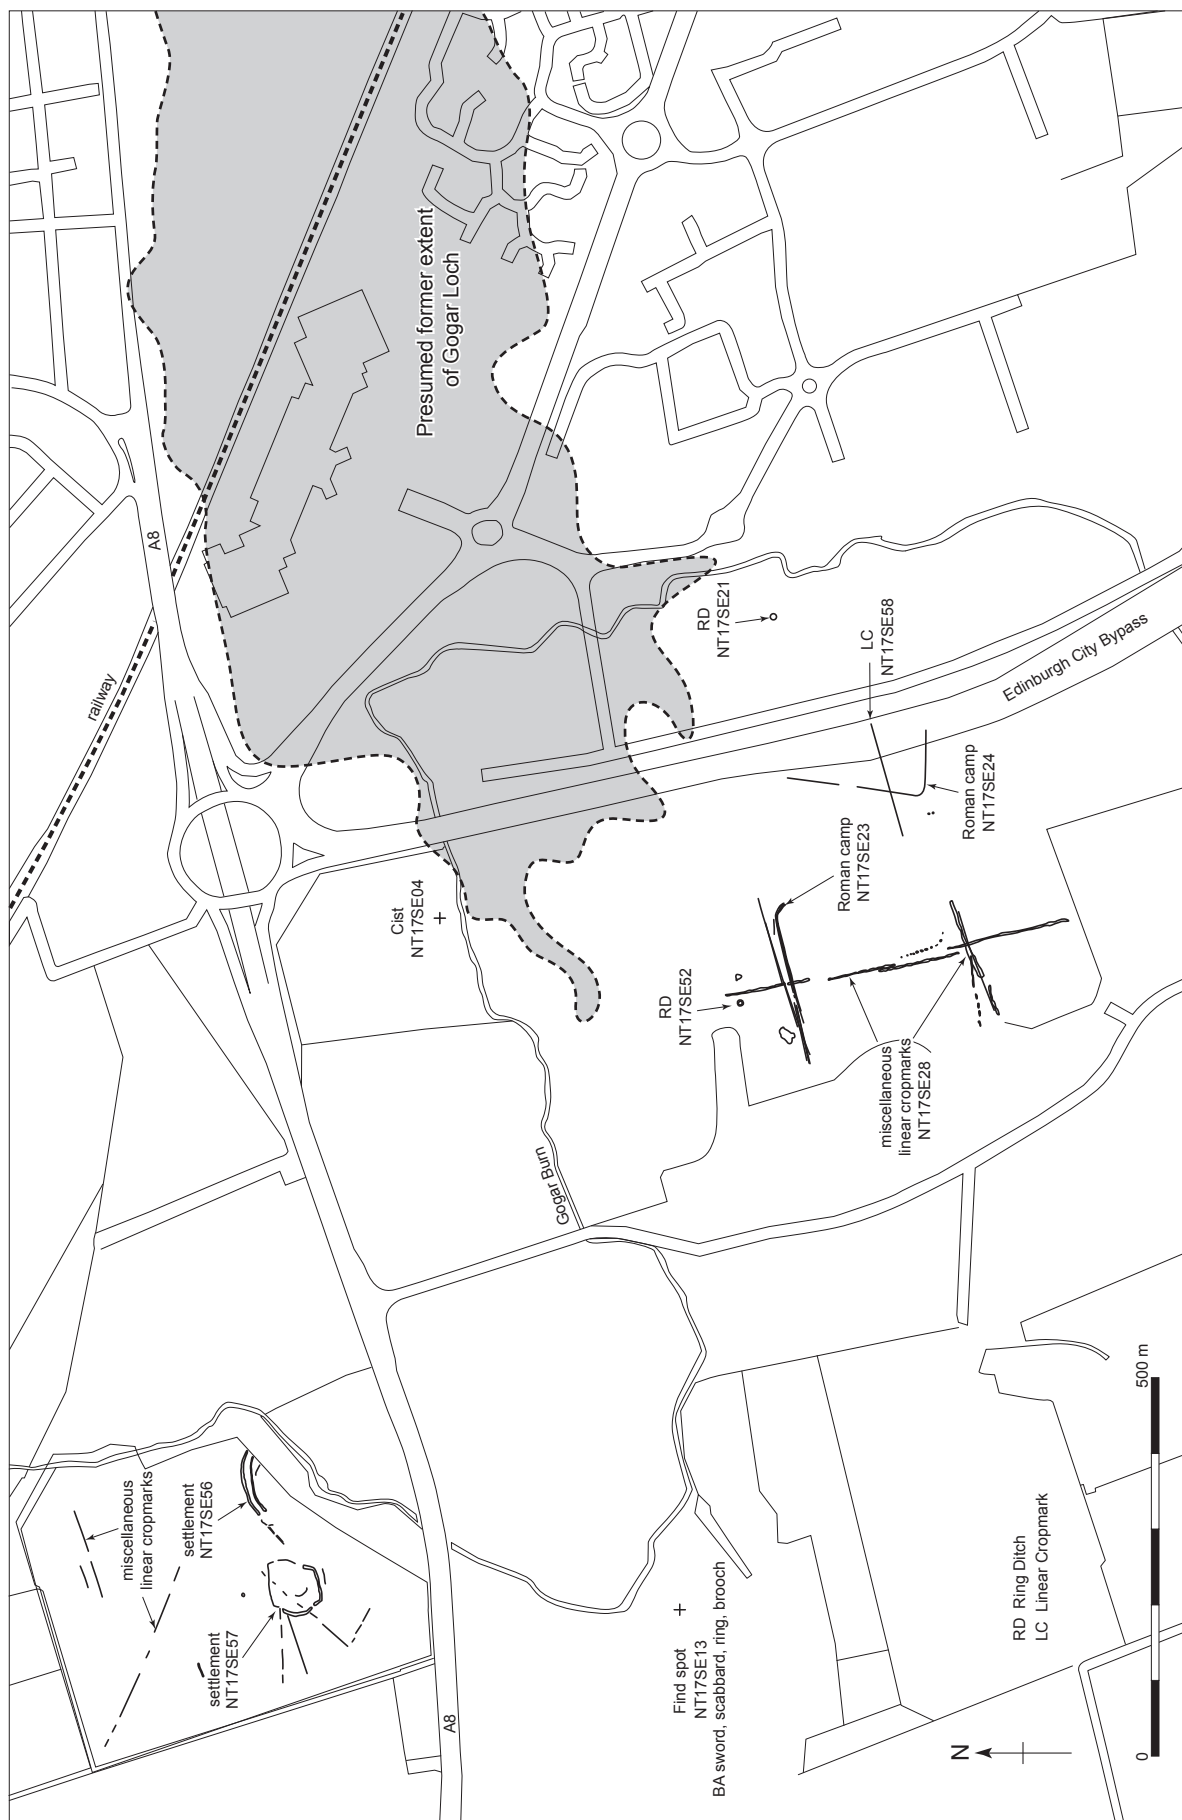 railway
A8
Presumed former extent
of Gogar Loch
Cist
NT17SE04
RD
NT17SE21
LC
NT17SE58
Edinburgh City Bypass
Roman camp
NT17SE24
Roman camp
NT17SE23
RD
NT17SE52
miscellaneous
linear cropmarks
NT17SE28
Gogar Burn
miscellaneous
linear cropmarks
settlement
NT17SE56
settlement
NT17SE57
A8
Find spot
NT17SE13
BA sword, scabbard, ring, brooch
RD Ring Ditch
LC Linear Cropmark
N
0
500 m